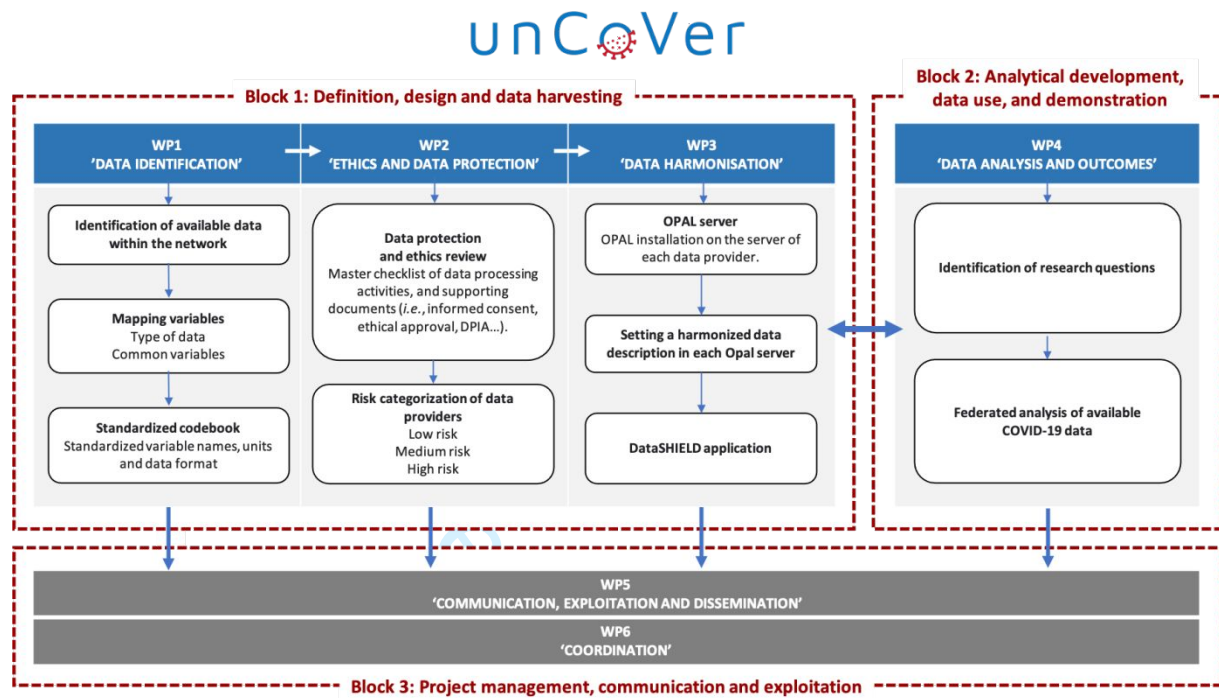 unCoVer
Block 1: Definition, design and data harvesting
Block 2: Analytical development,
data use, and demonstration
WP1
’DATA IDENTIFICATION’
WP2
‘ETHICS AND DATA PROTECTION’
WP3
‘DATA HARMONISATION’
WP4
‘DATA ANALYSIS AND OUTCOMES’
Identification of available data
within the network
Mapping variables
Type of data
Common variables
Standardized codebook
Standardized variable names, units
and data format
Data protection
and ethics review
Master checklist of data processing
activities, and supporting
documents (i.e., informed consent,
ethical approval, DPIA...).
Risk categorization of data
providers
Low risk
Medium risk
High risk
OPAL server
OPAL installation on the server of
each data provider.
Setting a harmonized data
description in each Opal server
DataSHIELD application
Identification of research questions
Federated analysis of available
COVID-19 data
WP5
‘COMMUNICATION, EXPLOITATION AND DISSEMINATION’
WP6
‘COORDINATION’
Block 3: Project management, communication and exploitation